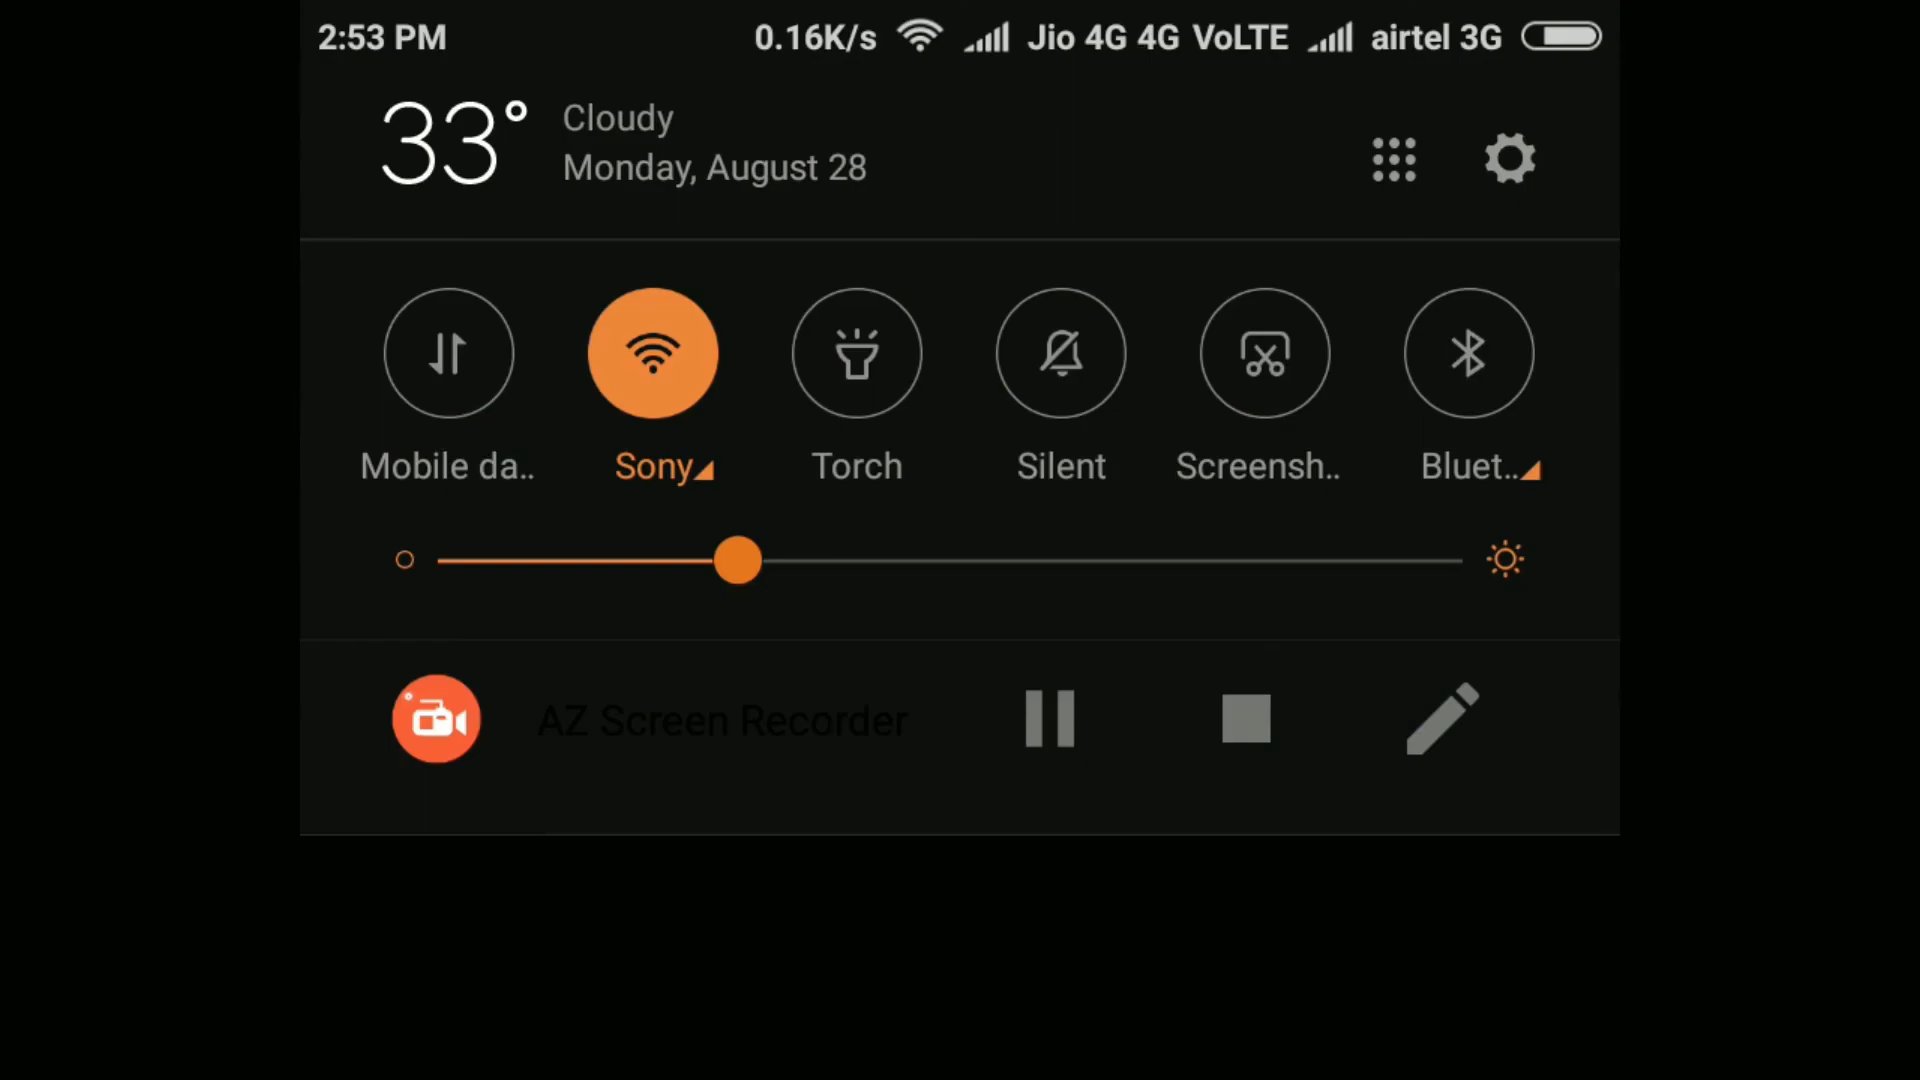 2:53 PM 0.16K/s Jio 4G 4G VoLTE airtel 3G
33° Cloudy
Monday, August 28
Mobile da.. Sony Torch Silent Screensh.. Bluet..
AZ Screen Recorder